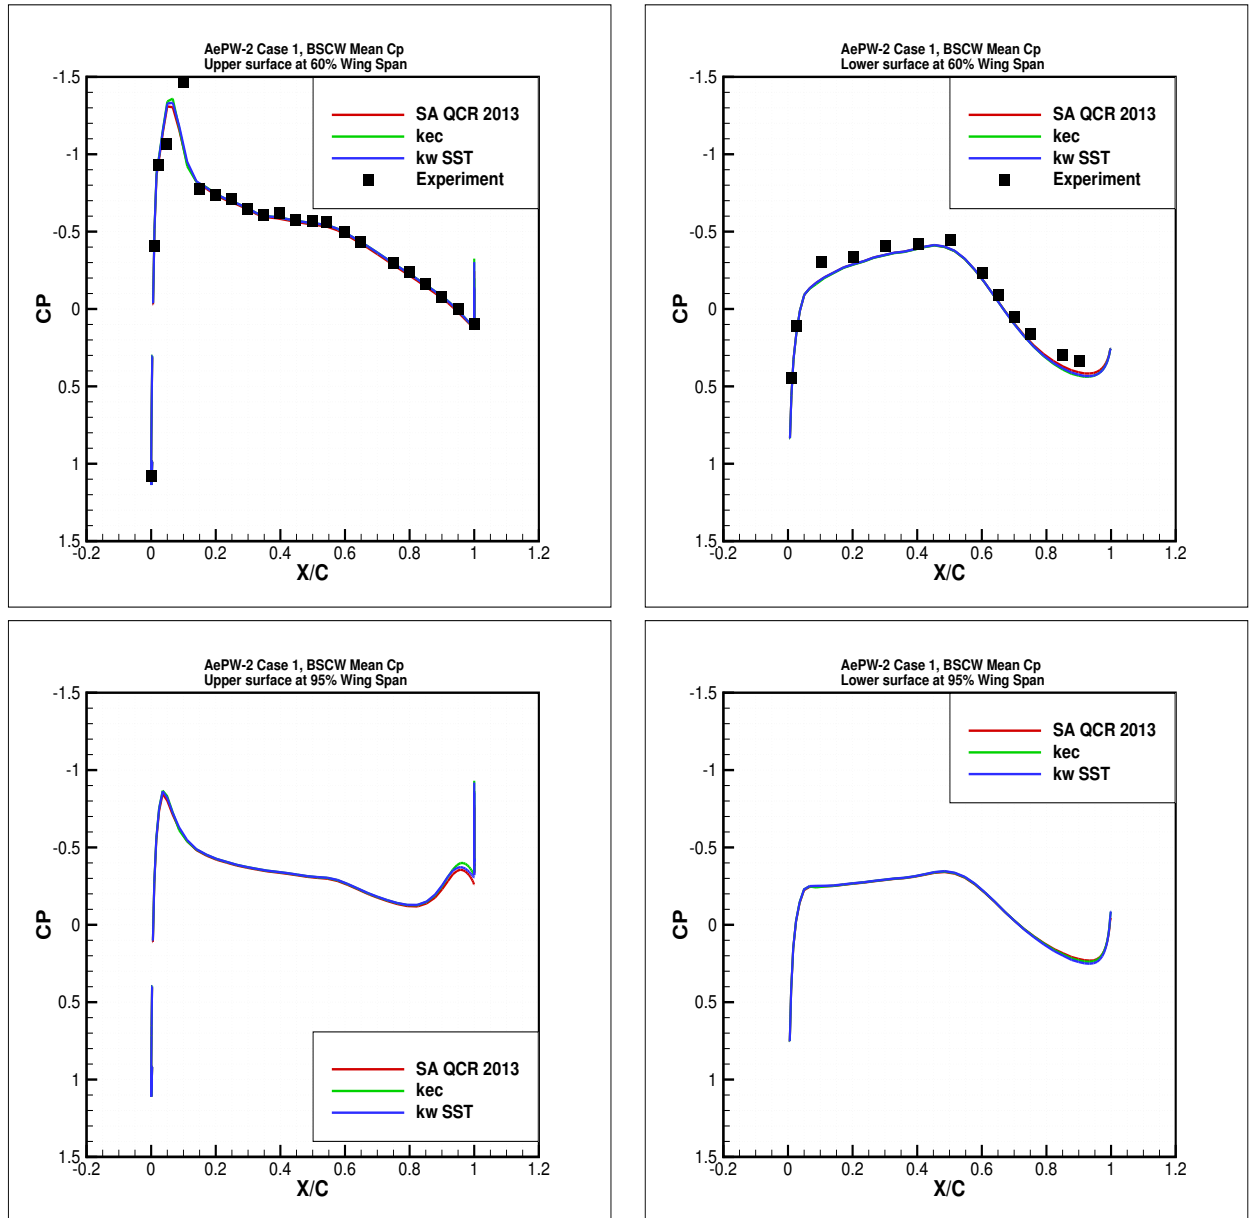 AePW-2 Case 1, BSCW Mean Cp
Upper surface at 60% Wing Span
-1.5
-1
-0.5
0
0.5
1
1.5
CP
-0.2 0 0.2 0.4 0.6 0.8 1 1.2
X/C
SA QCR 2013
kec
kw SST
Experiment
AePW-2 Case 1, BSCW Mean Cp
Lower surface at 60% Wing Span
-1.5
-1
-0.5
0
0.5
1
1.5
CP
-0.2 0 0.2 0.4 0.6 0.8 1 1.2
X/C
SA QCR 2013
kec
kw SST
Experiment
AePW-2 Case 1, BSCW Mean Cp
Upper surface at 95% Wing Span
-1.5
-1
-0.5
0
0.5
1
1.5
CP
-0.2 0 0.2 0.4 0.6 0.8 1 1.2
X/C
SA QCR 2013
kec
kw SST
AePW-2 Case 1, BSCW Mean Cp
Lower surface at 95% Wing Span
-1.5
-1
-0.5
0
0.5
1
1.5
CP
-0.2 0 0.2 0.4 0.6 0.8 1 1.2
X/C
SA QCR 2013
kec
kw SST